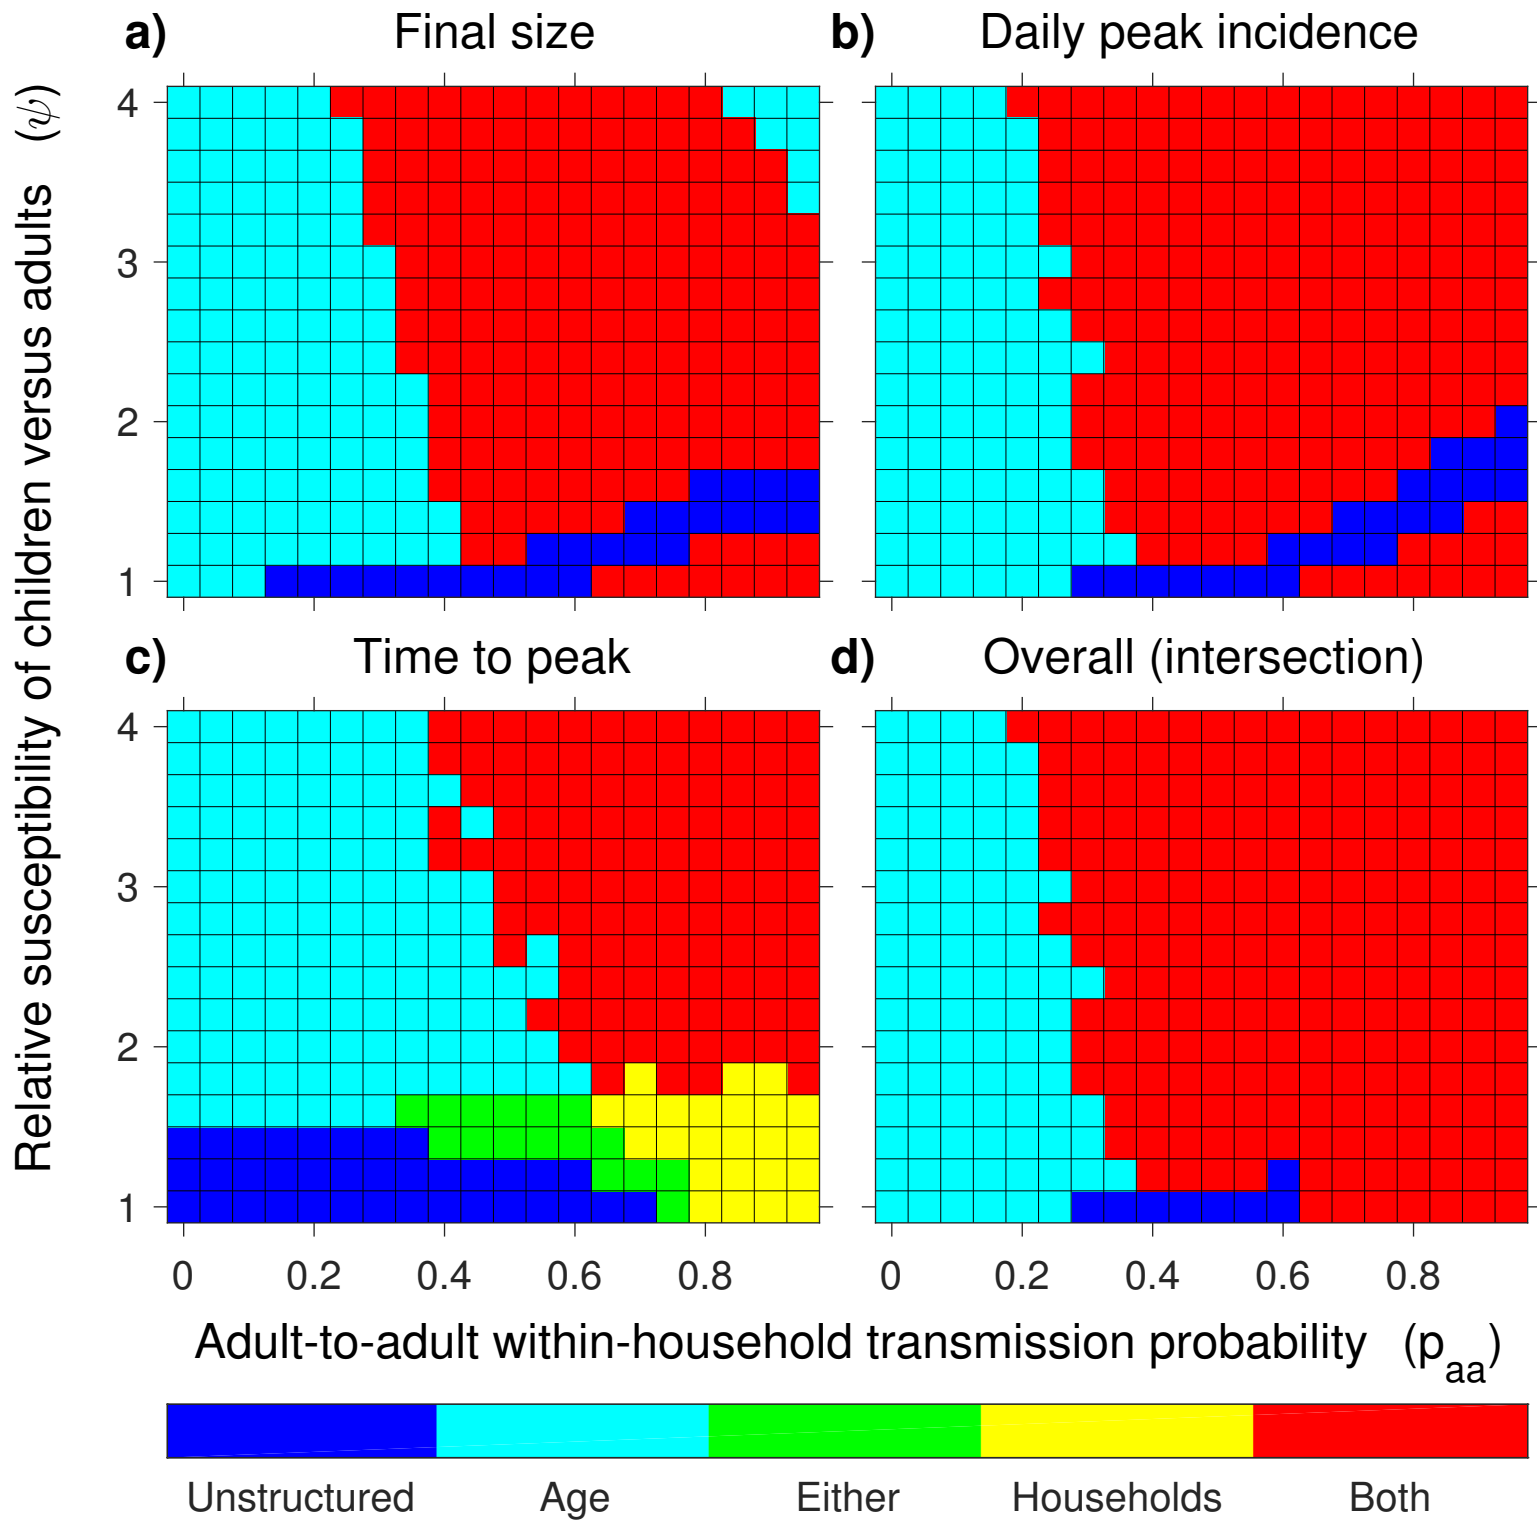 a) Final size
b) Daily peak incidence
Relative susceptibility of children versus adults (ψ)
4
3
2
1
c) Time to peak
d) Overall (intersection)
4
3
2
1
0 0.2 0.4 0.6 0.8
0 0.2 0.4 0.6 0.8
Adult-to-adult within-household transmission probability (p_aa)
Unstructured Age Either Households Both